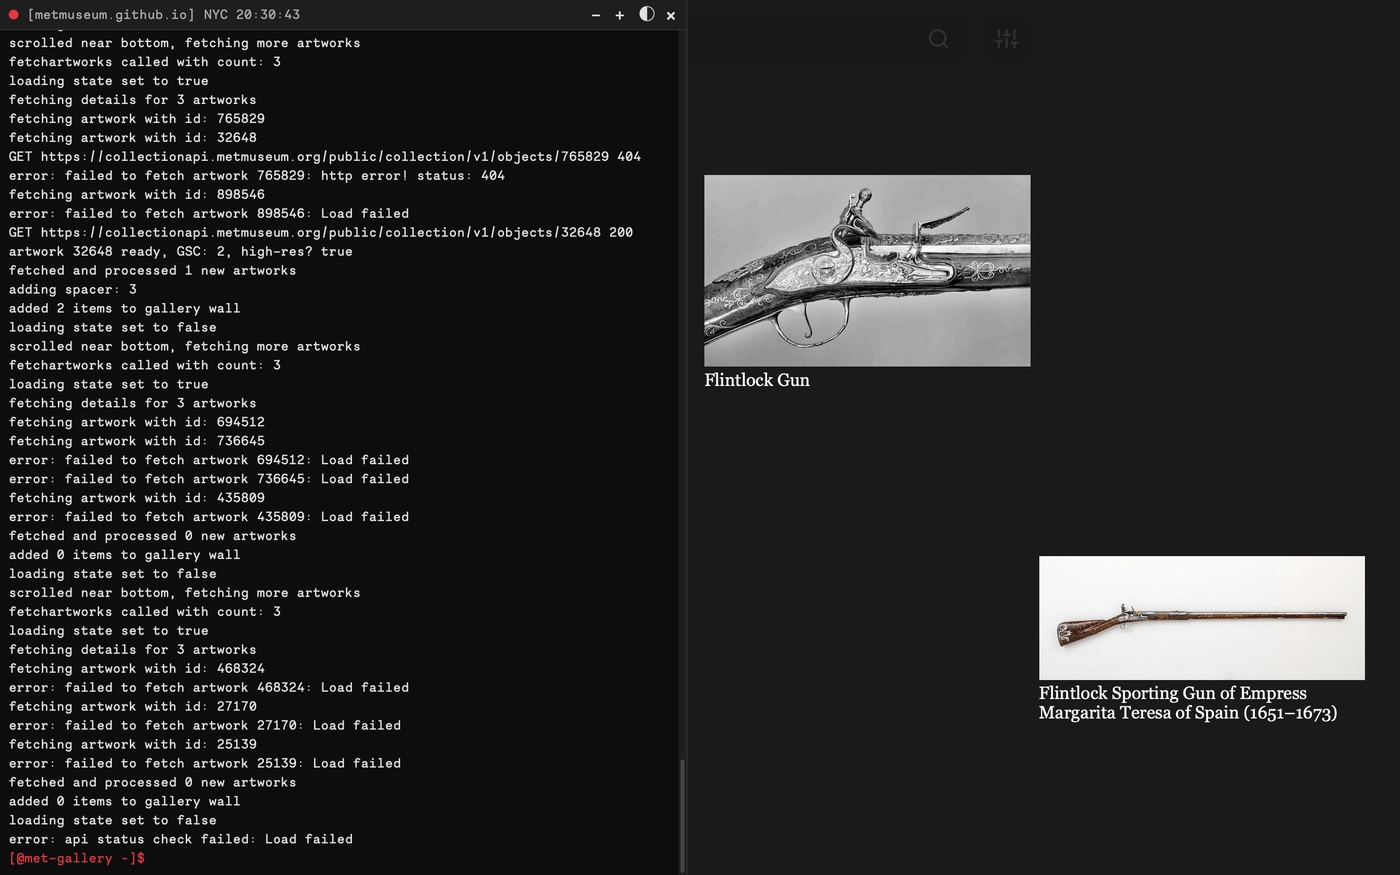 [metmuseum.github.io] NYC 20:30:43
scrolled near bottom, fetching more artworks
fetchartworks called with count: 3
loading state set to true
fetching details for 3 artworks
fetching artwork with id: 765829
fetching artwork with id: 32648
GET https://collectionapi.metmuseum.org/public/collection/v1/objects/765829 404
error: failed to fetch artwork 765829: http error! status: 404
fetching artwork with id: 898546
error: failed to fetch artwork 898546: Load failed
GET https://collectionapi.metmuseum.org/public/collection/v1/objects/32648 200
artwork 32648 ready, GSC: 2, high-res? true
fetched and processed 1 new artworks
adding spacer: 3
added 2 items to gallery wall
loading state set to false
scrolled near bottom, fetching more artworks
fetchartworks called with count: 3
loading state set to true
fetching details for 3 artworks
fetching artwork with id: 694512
fetching artwork with id: 736645
error: failed to fetch artwork 694512: Load failed
error: failed to fetch artwork 736645: Load failed
fetching artwork with id: 435809
error: failed to fetch artwork 435809: Load failed
fetched and processed 0 new artworks
added 0 items to gallery wall
loading state set to false
scrolled near bottom, fetching more artworks
fetchartworks called with count: 3
loading state set to true
fetching details for 3 artworks
fetching artwork with id: 468324
error: failed to fetch artwork 468324: Load failed
fetching artwork with id: 27170
error: failed to fetch artwork 27170: Load failed
fetching artwork with id: 25139
error: failed to fetch artwork 25139: Load failed
fetched and processed 0 new artworks
added 0 items to gallery wall
loading state set to false
error: api status check failed: Load failed
[@met-gallery ~]$
Flintlock Gun
Flintlock Sporting Gun of Empress
Margarita Teresa of Spain (1651–1673)